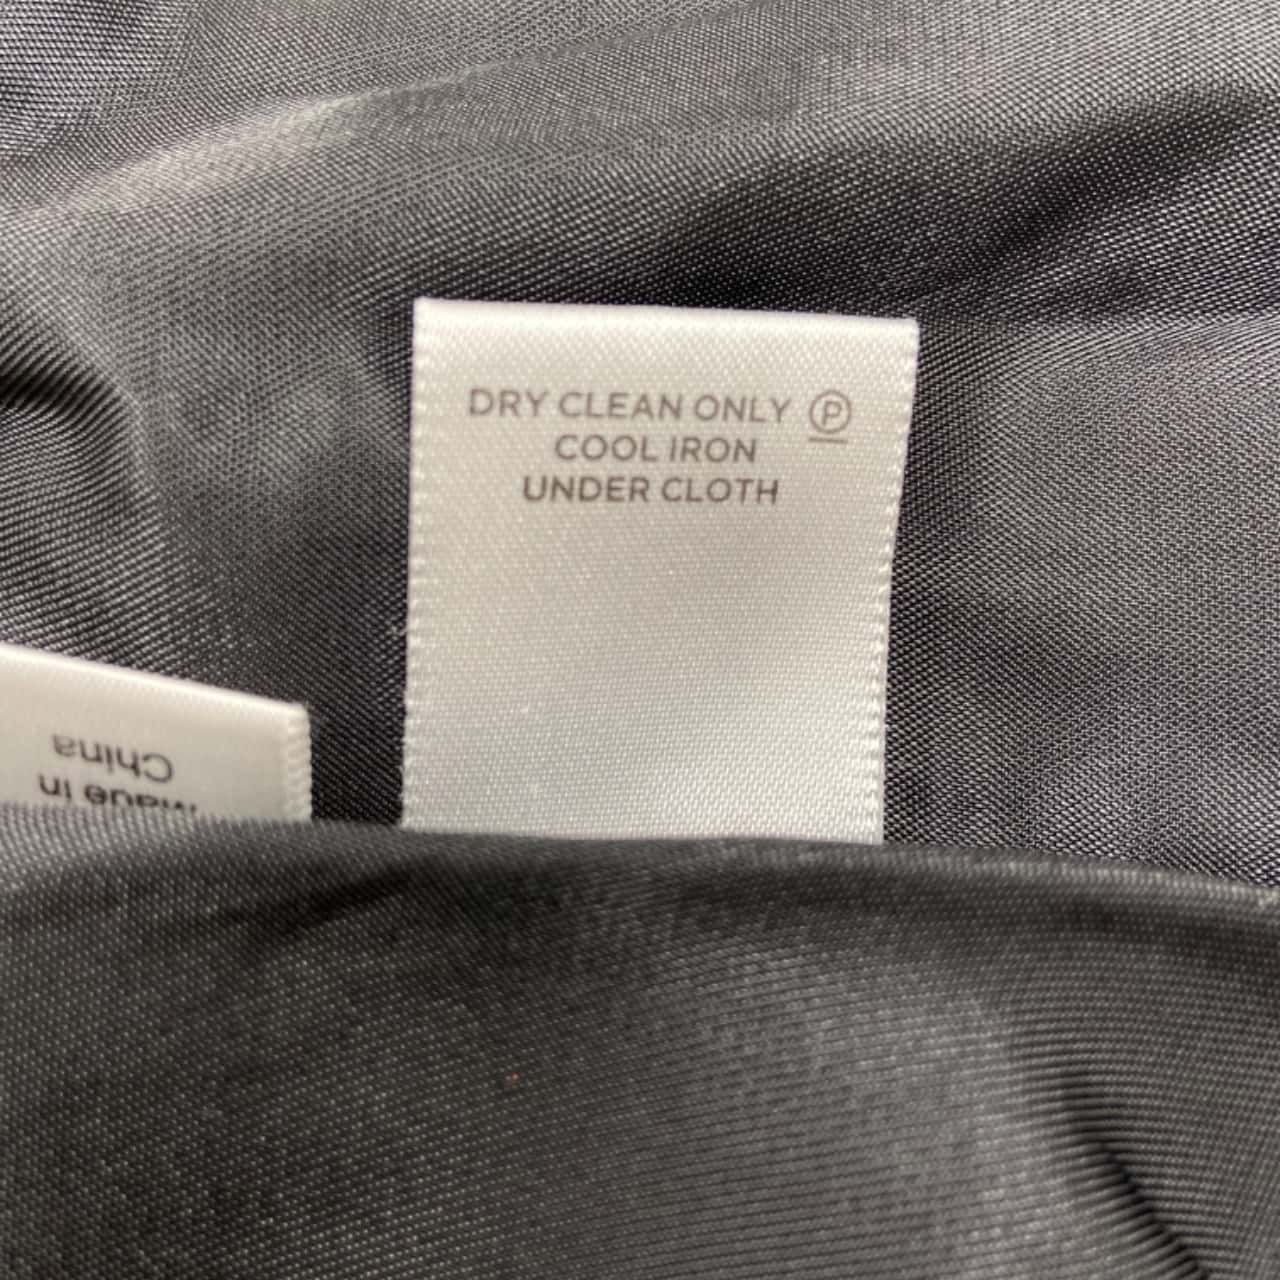 DRY CLEAN ONLY Ⓟ
COOL IRON
UNDER CLOTH
Made in
China